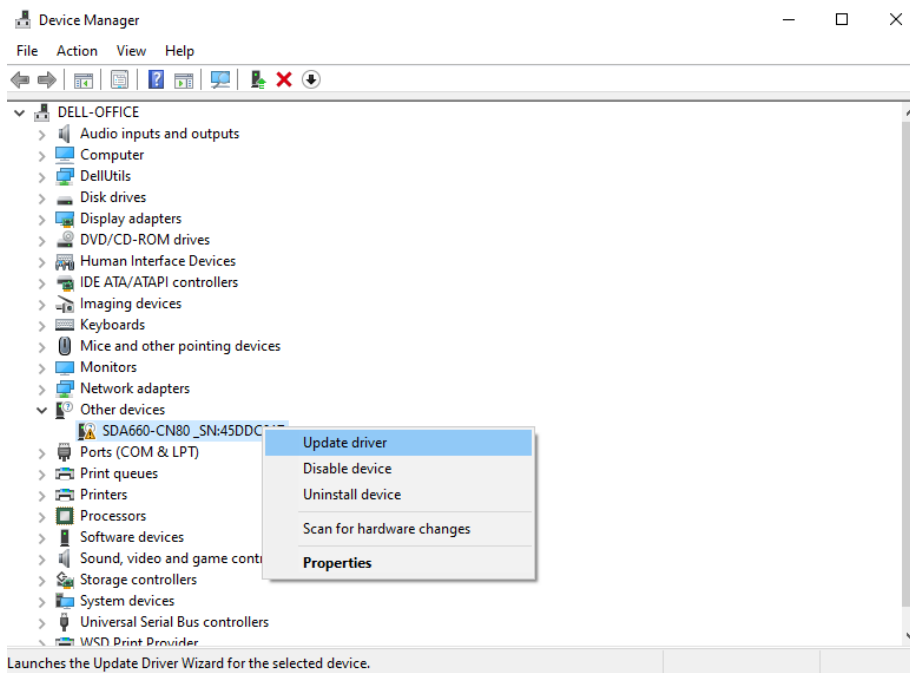 Device Manager
File Action View Help
DELL-OFFICE
Audio inputs and outputs
Computer
DellUtils
Disk drives
Display adapters
DVD/CD-ROM drives
Human Interface Devices
IDE ATA/ATAPI controllers
Imaging devices
Keyboards
Mice and other pointing devices
Monitors
Network adapters
Other devices
SDA660-CN80 _SN:45DDC
Update driver
Ports (COM & LPT)
Disable device
Print queues
Uninstall device
Printers
Processors
Scan for hardware changes
Software devices
Sound, video and game cont
Properties
Storage controllers
System devices
Universal Serial Bus controllers
WSD Print Provider
Launches the Update Driver Wizard for the selected device.